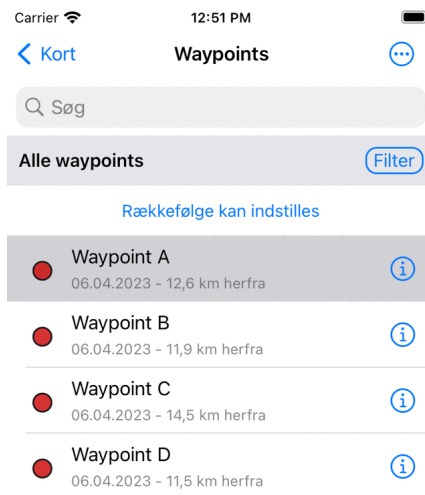 Carrier 12:51 PM
Kort Waypoints
Søg
Alle waypoints Filter
Rækkefølge kan indstilles
Waypoint A
06.04.2023 - 12,6 km herfra
Waypoint B
06.04.2023 - 11,9 km herfra
Waypoint C
06.04.2023 - 14,5 km herfra
Waypoint D
06.04.2023 - 11,5 km herfra